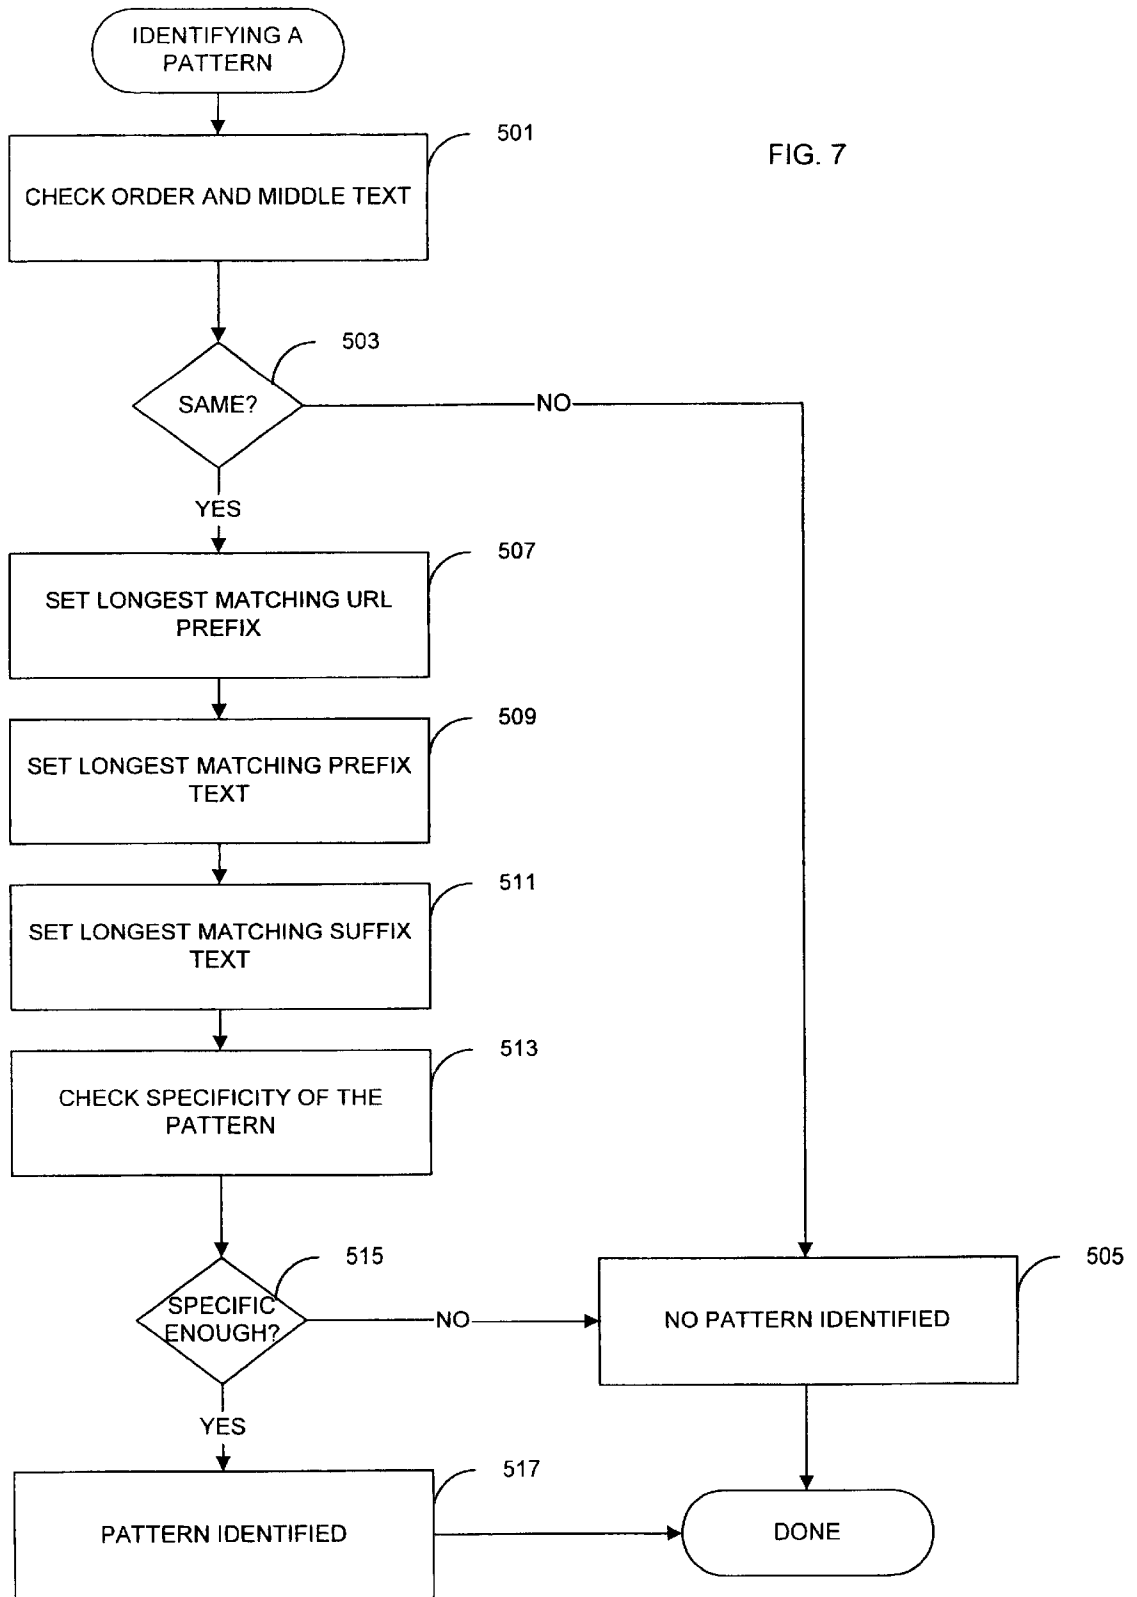 IDENTIFYING A
PATTERN
501
FIG. 7
CHECK ORDER AND MIDDLE TEXT
503
SAME?
NO
YES
507
SET LONGEST MATCHING URL
PREFIX
509
SET LONGEST MATCHING PREFIX
TEXT
511
SET LONGEST MATCHING SUFFIX
TEXT
513
CHECK SPECIFICITY OF THE
PATTERN
515
SPECIFIC
ENOUGH?
NO
505
NO PATTERN IDENTIFIED
YES
517
PATTERN IDENTIFIED
DONE